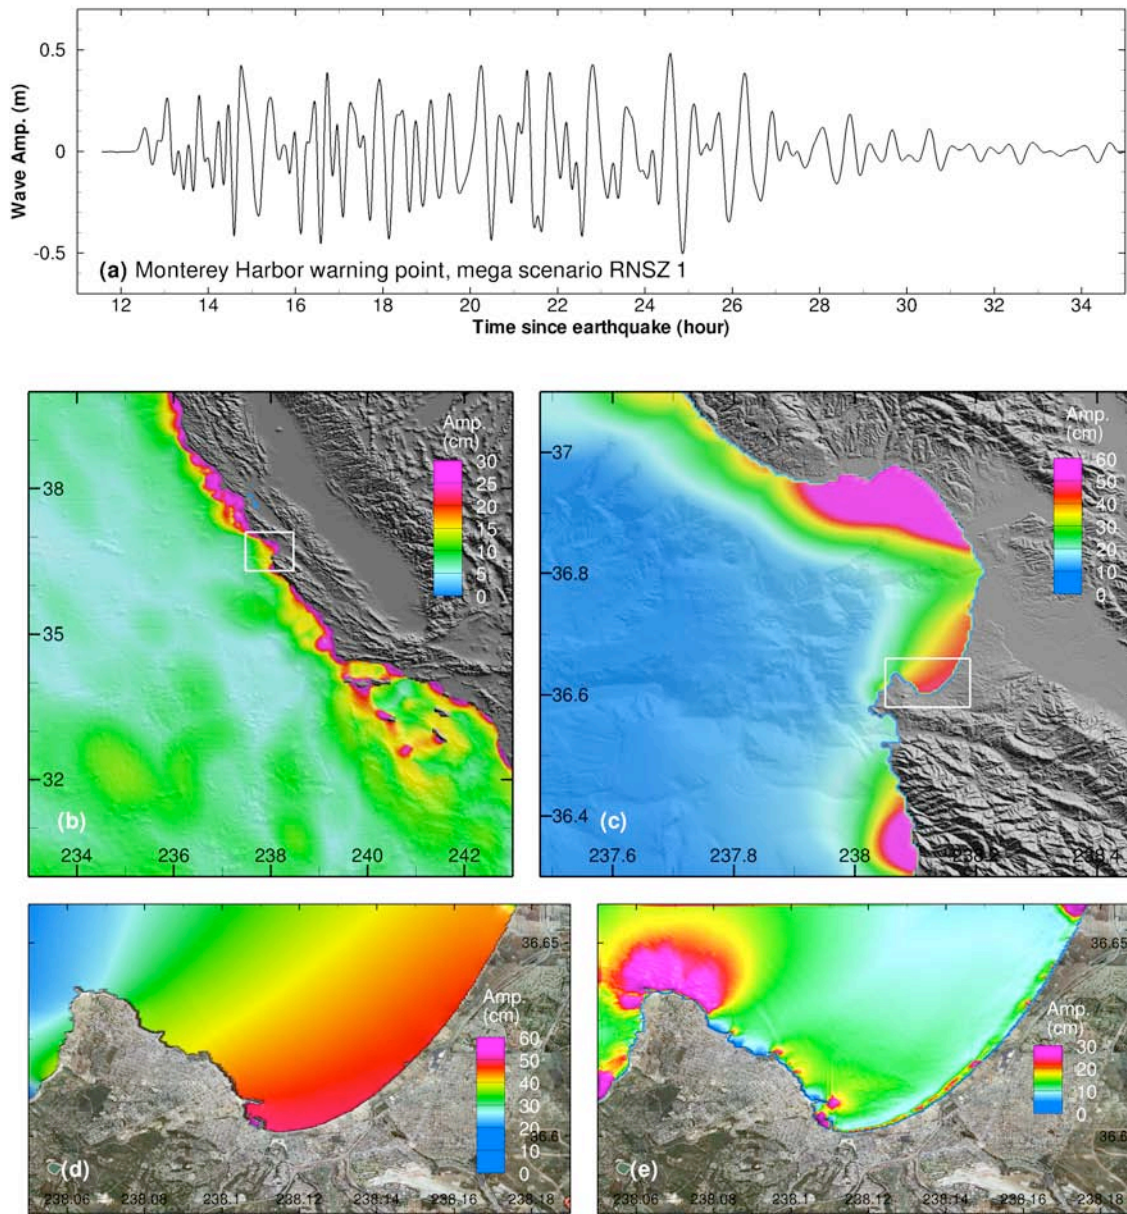 0.5
0
-0.5
Wave Amp. (m)
(a) Monterey Harbor warning point, mega scenario RNSZ 1
12 14 16 18 20 22 24 26 28 30 32 34
Time since earthquake (hour)
Amp.
(cm)
30
25
20
15
10
5
0
38
35
32
(b)
234 236 238 240 242
Amp.
(cm)
60
50
40
30
20
10
0
37
36.8
36.6
36.4
(c)
237.6 237.8 238 238.2 238.4
36.65
Amp.
(cm)
60
50
40
30
20
10
0
36.6
(d)
238.06 238.08 238.1 238.12 238.14 238.16 238.18
36.65
Amp.
(cm)
30
20
10
0
36.6
(e)
238.06 238.08 238.1 238.12 238.14 238.16 238.18